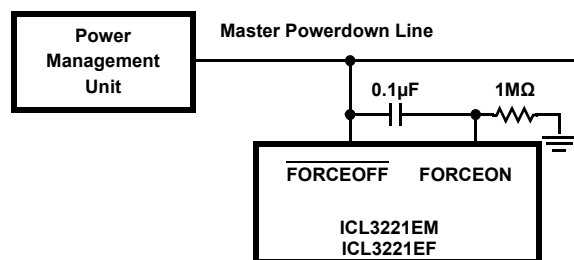 Power
Management
Unit
Master Powerdown Line
0.1µF
1MΩ
FORCEOFF
FORCEON
ICL3221EM
ICL3221EF